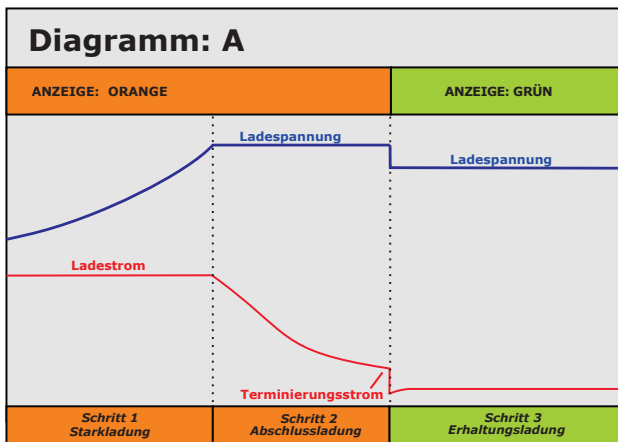 Diagramm: A
ANZEIGE: ORANGE
ANZEIGE: GRÜN
Ladespannung
Ladespannung
Ladestrom
Terminierungsstrom
Schritt 1
Starkladung
Schritt 2
Abschlussladung
Schritt 3
Erhaltungsladung